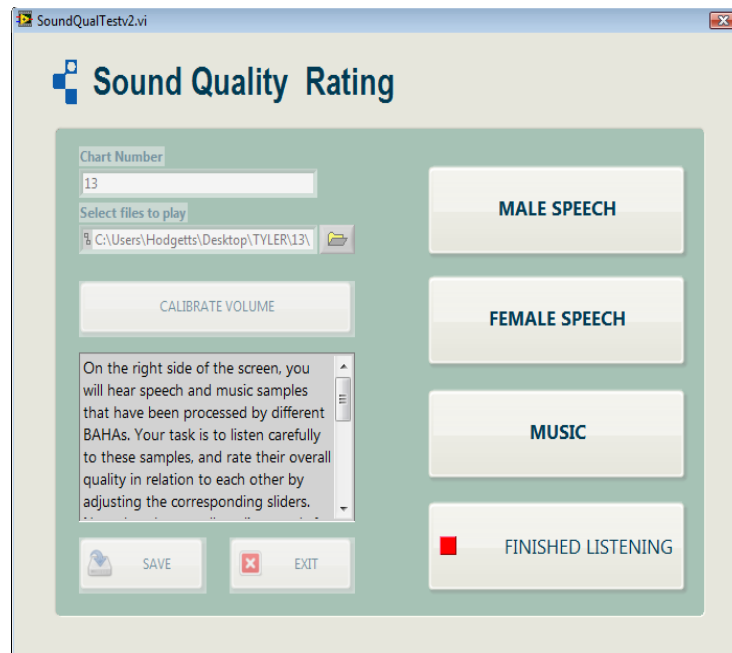 SoundQualTestv2.vi
Sound Quality Rating
Chart Number
13
Select files to play
C:\Users\Hodgetts\Desktop\TYLER\13\
CALIBRATE VOLUME
On the right side of the screen, you
will hear speech and music samples
that have been processed by different
BAHAs. Your task is to listen carefully
to these samples, and rate their overall
quality in relation to each other by
adjusting the corresponding sliders.
SAVE
EXIT
MALE SPEECH
FEMALE SPEECH
MUSIC
FINISHED LISTENING